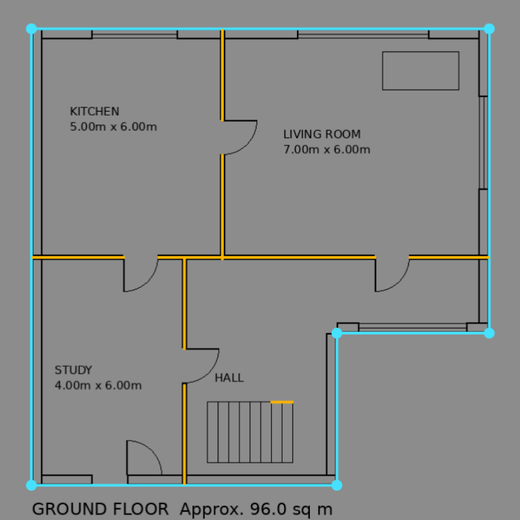 KITCHEN
5.00m x 6.00m
LIVING ROOM
7.00m x 6.00m
STUDY
4.00m x 6.00m
HALL
GROUND FLOOR  Approx. 96.0 sq m